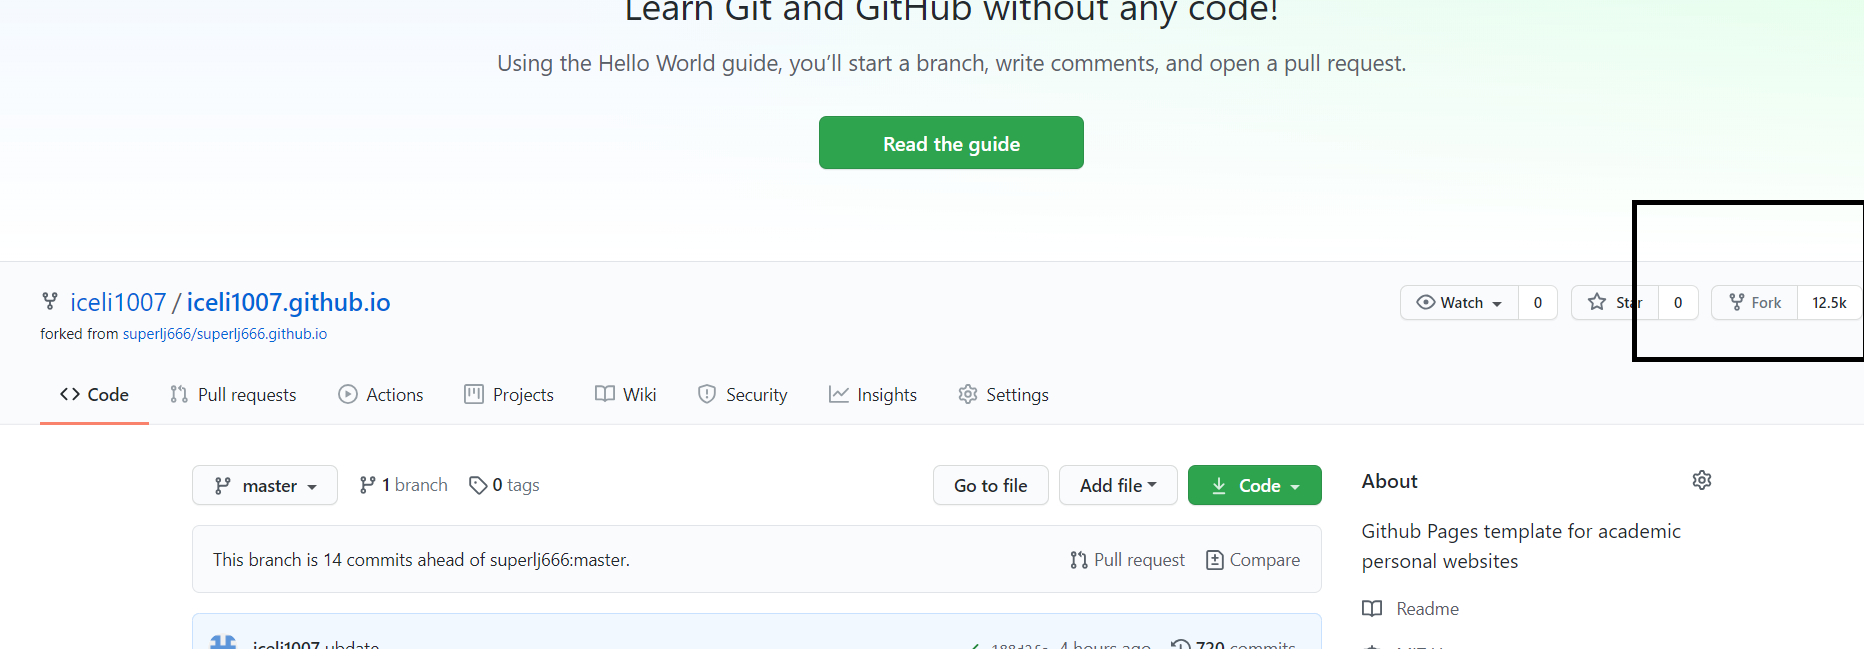 Learn Git and GitHub without any code!
Using the Hello World guide, you’ll start a branch, write comments, and open a pull request.
Read the guide
iceli1007 / iceli1007.github.io
Watch 0 Star 0 Fork 12.5k
forked from superlj666/superlj666.github.io
Code Pull requests Actions Projects Wiki Security Insights Settings
master 1 branch 0 tags Go to file Add file Code
About
This branch is 14 commits ahead of superlj666:master.
Pull request Compare
Github Pages template for academic
personal websites
Readme
iceli1007 update 4 hours ago 720 commits